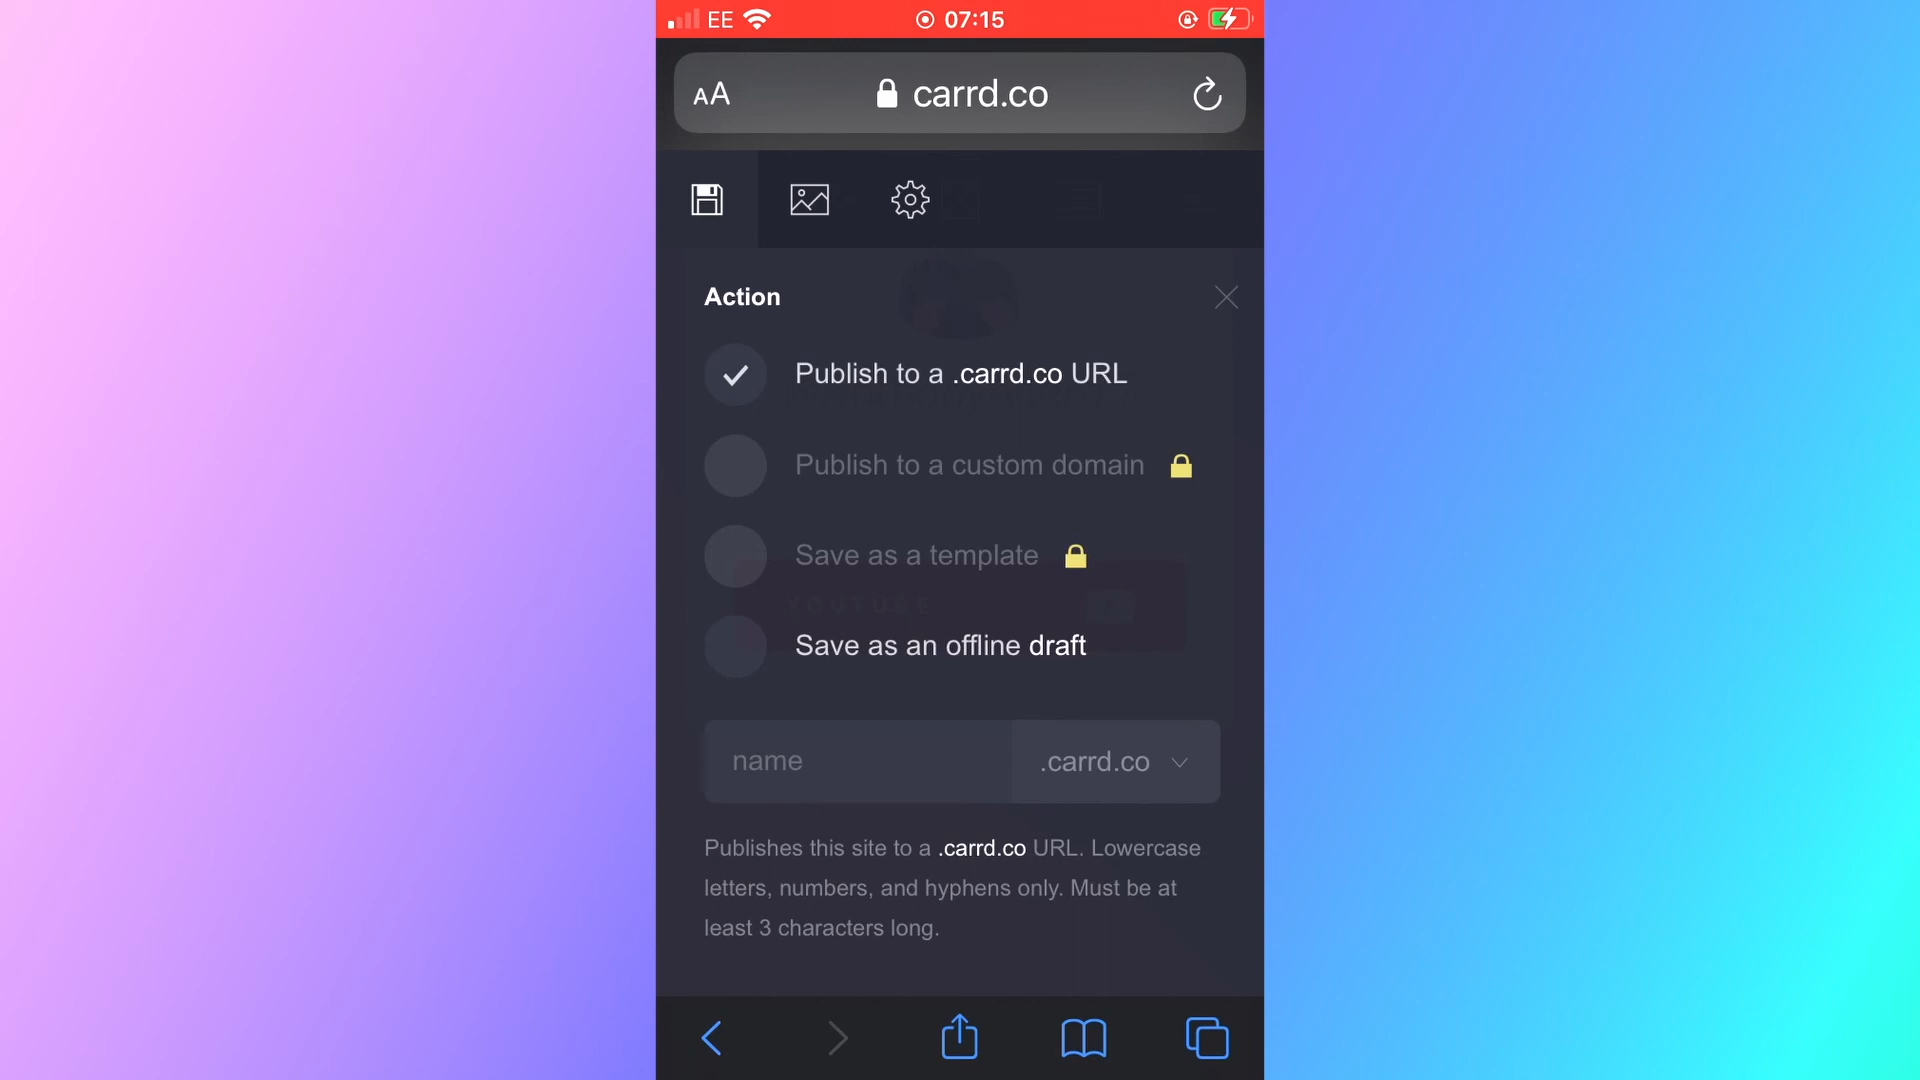 EE 07:15
AA carrd.co
Action
Publish to a .carrd.co URL
Publish to a custom domain
Save as a template
YOUTUBE
Save as an offline draft
name .carrd.co
Publishes this site to a .carrd.co URL. Lowercase
letters, numbers, and hyphens only. Must be at
least 3 characters long.